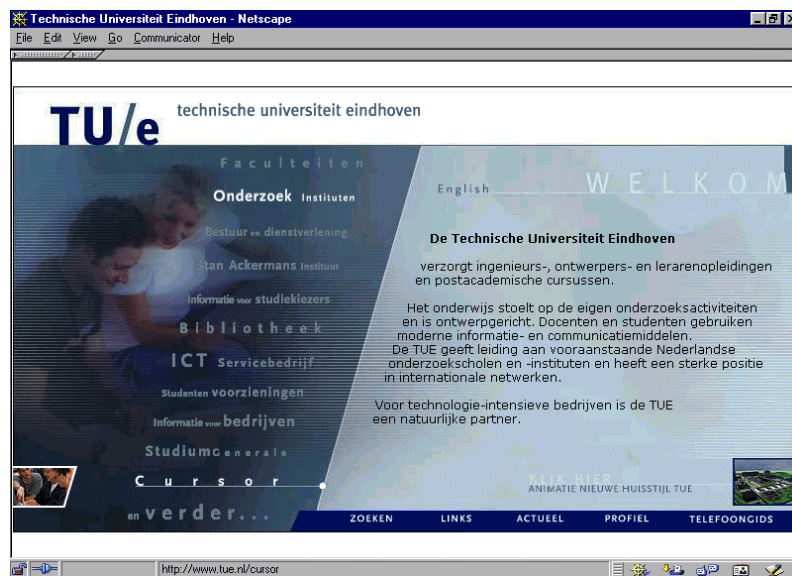 Technische Universiteit Eindhoven - Netscape
File Edit View Go Communicator Help
TU/e technische universiteit eindhoven
Faculteiten
Onderzoek Instituten
Bestuur en dienstverlening
Stan Ackermans Instituut
Informatie voor studiekiezers
Bibliotheek
ICT Servicebedrijf
Studenten voorzieningen
Informatie voor bedrijven
Studium Generale
Cursor
en verder...
English WELKOM
De Technische Universiteit Eindhoven
verzorgt ingenieurs-, ontwerpers- en lerarenopleidingen
en postacademische cursussen.
Het onderwijs stoelt op de eigen onderzoeksactiviteiten
en is ontwerpgericht. Docenten en studenten gebruiken
moderne informatie- en communicatiemiddelen.
De TUE geeft leiding aan vooraanstaande Nederlandse
onderzoekscholen en -instituten en heeft een sterke positie
in internationale netwerken.
Voor technologie-intensieve bedrijven is de TUE
een natuurlijke partner.
KLIK HIER
ANIMATIE NIEUWE HUISSTIJL TUE
ZOEKEN LINKS ACTUEEL PROFIEL TELEFOONGIDS
http://www.tue.nl/cursor